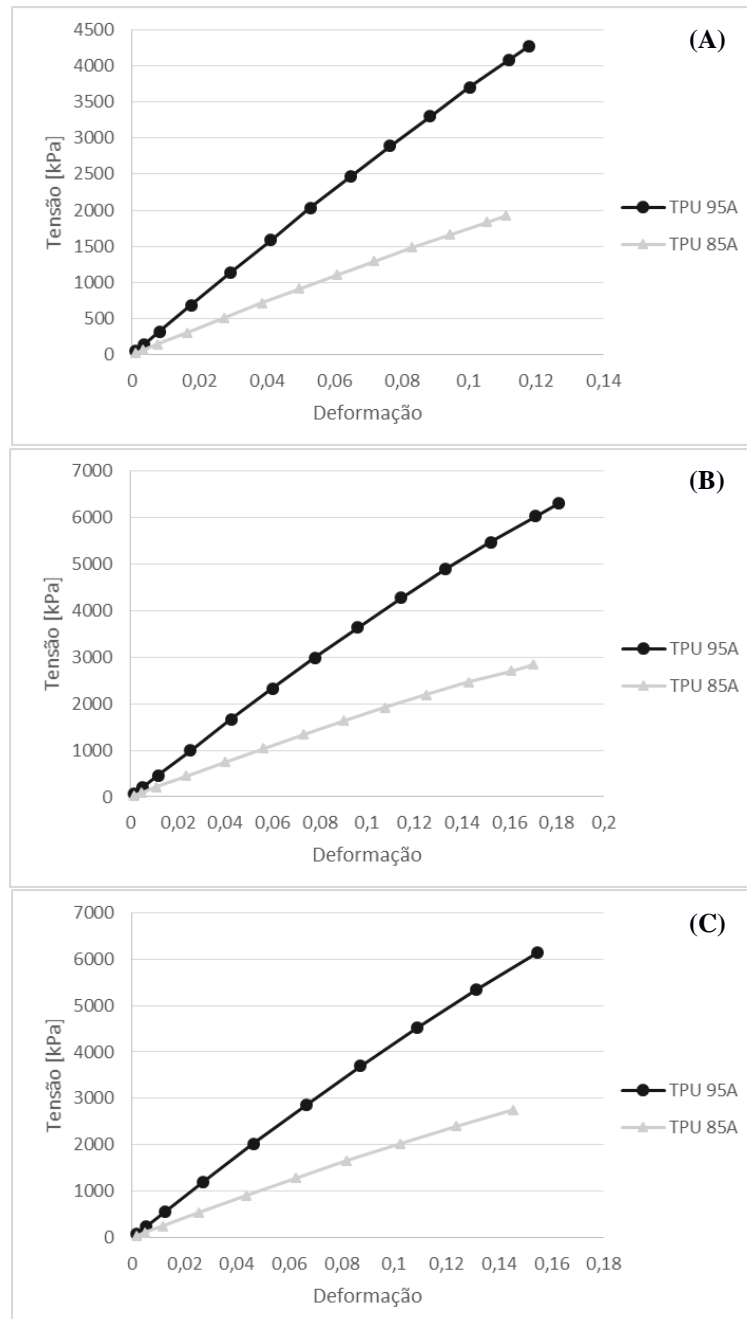 (A)
4500
4000
3500
3000
2500
2000
1500
1000
500
0
Tensão [kPa]
0 0,02 0,04 0,06 0,08 0,1 0,12 0,14
Deformação
TPU 95A
TPU 85A
(B)
7000
6000
5000
4000
3000
2000
1000
0
Tensão [kPa]
0 0,02 0,04 0,06 0,08 0,1 0,12 0,14 0,16 0,18 0,2
Deformação
TPU 95A
TPU 85A
(C)
7000
6000
5000
4000
3000
2000
1000
0
Tensão [kPa]
0 0,02 0,04 0,06 0,08 0,1 0,12 0,14 0,16 0,18
Deformação
TPU 95A
TPU 85A